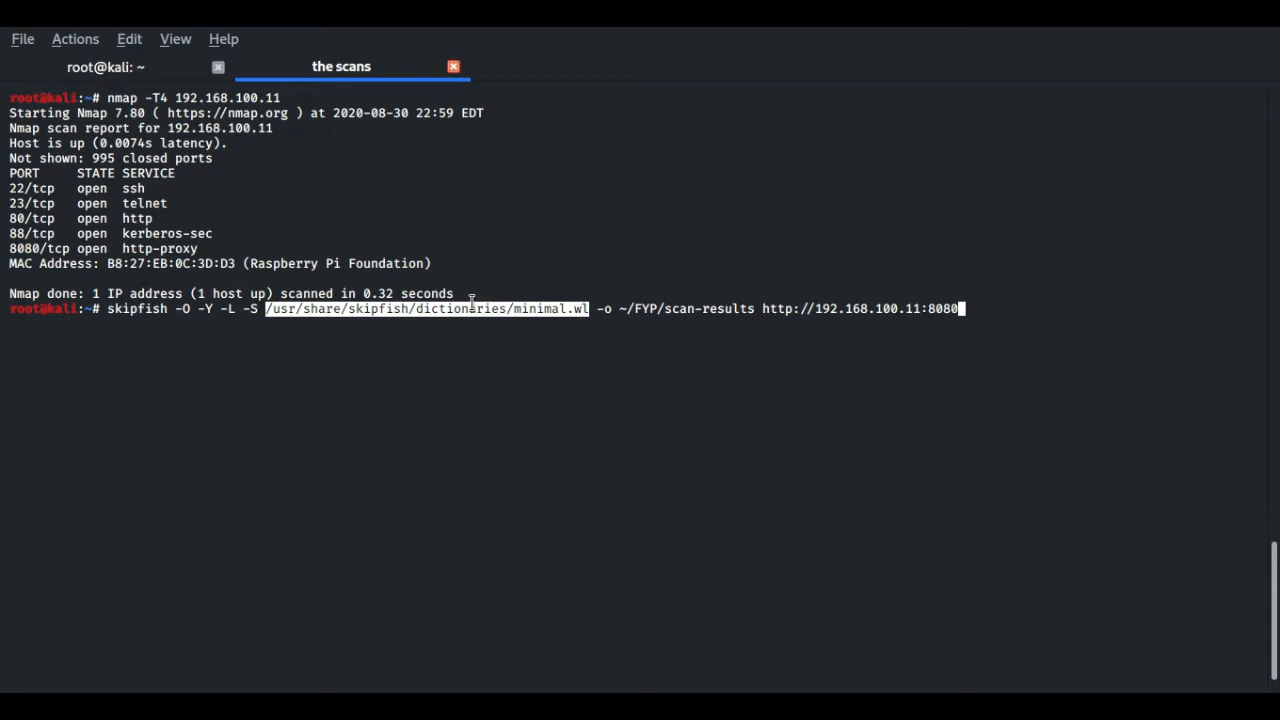 File Actions Edit View Help
root@kali: ~ the scans
root@kali:~# nmap -T4 192.168.100.11
Starting Nmap 7.80 ( https://nmap.org ) at 2020-08-30 22:59 EDT
Nmap scan report for 192.168.100.11
Host is up (0.0074s latency).
Not shown: 995 closed ports
PORT STATE SERVICE
22/tcp open ssh
23/tcp open telnet
80/tcp open http
88/tcp open kerberos-sec
8080/tcp open http-proxy
MAC Address: B8:27:EB:0C:3D:D3 (Raspberry Pi Foundation)
Nmap done: 1 IP address (1 host up) scanned in 0.32 seconds
root@kali:~# skipfish -O -Y -L -S /usr/share/skipfish/dictionaries/minimal.wl -o ~/FYP/scan-results http://192.168.100.11:8080